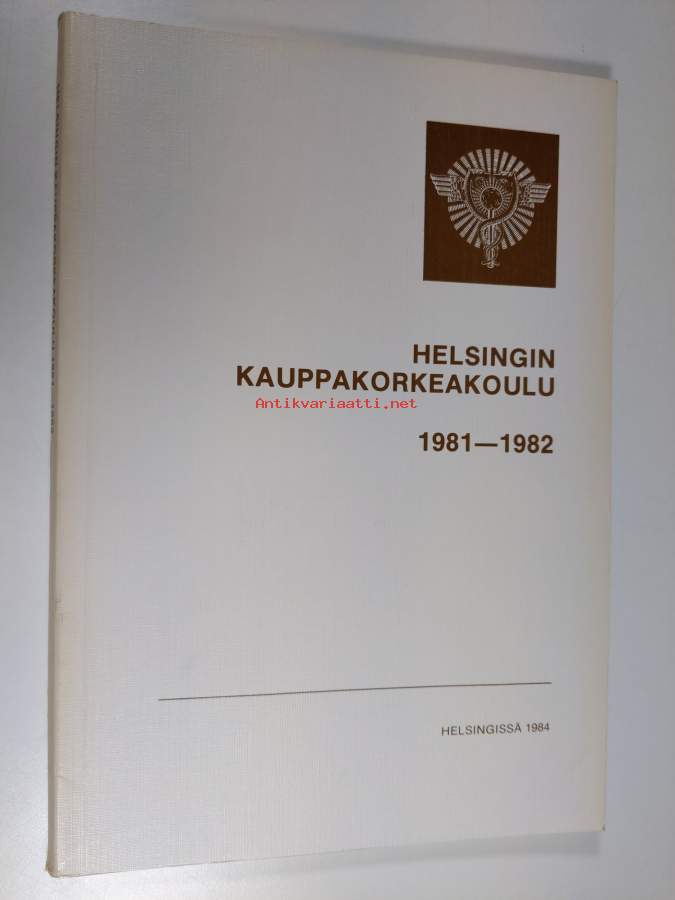 HELSINGIN
KAUPPAKORKEAKOULU
Antikvariaatti.net
1981—1982
HELSINGISSÄ 1984